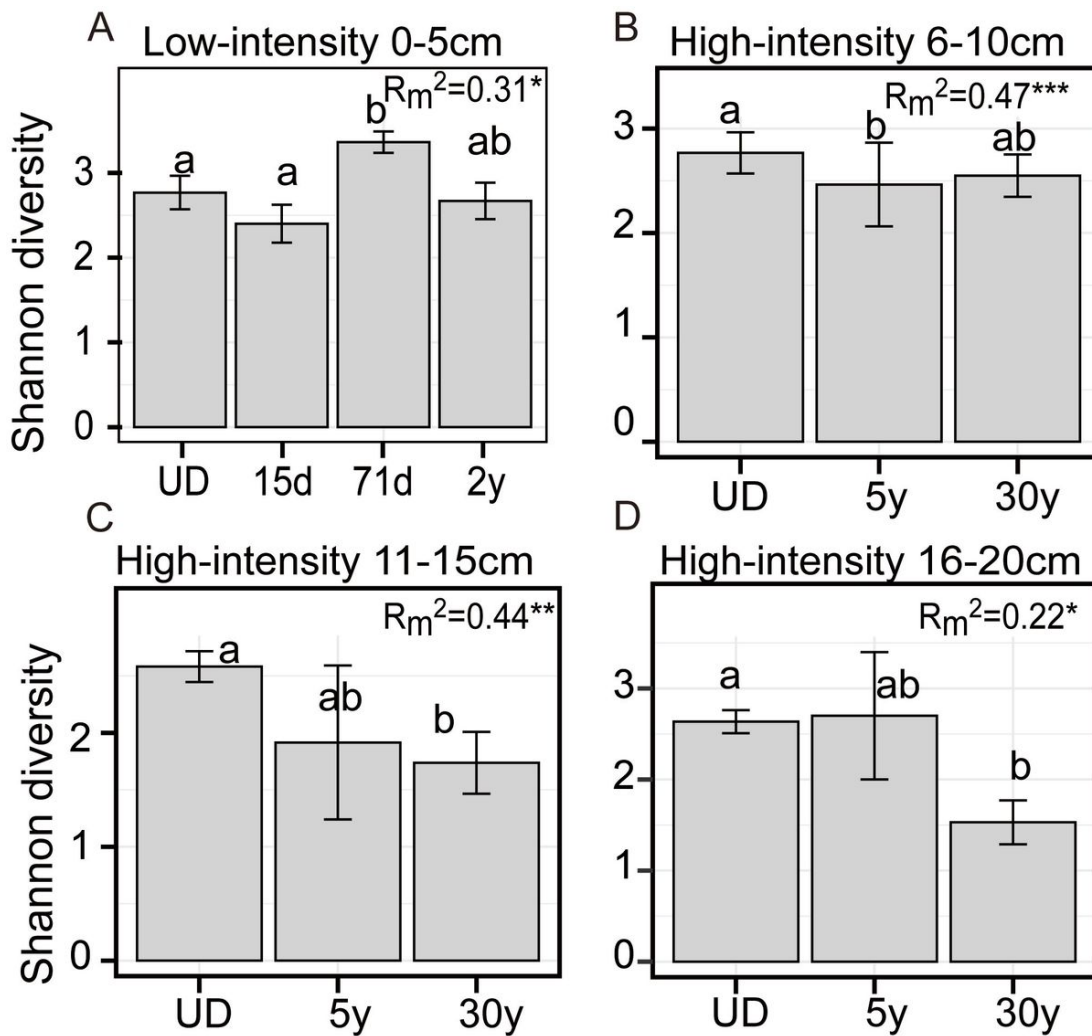 A
Low-intensity 0-5cm
Rm²=0.31*
Shannon diversity
3
2
1
0
a
a
b
ab
UD 15d 71d 2y
B
High-intensity 6-10cm
Rm²=0.47***
3
2
1
0
a
b
ab
UD 5y 30y
C
High-intensity 11-15cm
Rm²=0.44**
Shannon diversity
2
1
0
a
ab
b
UD 5y 30y
D
High-intensity 16-20cm
Rm²=0.22*
3
2
1
0
a
ab
b
UD 5y 30y